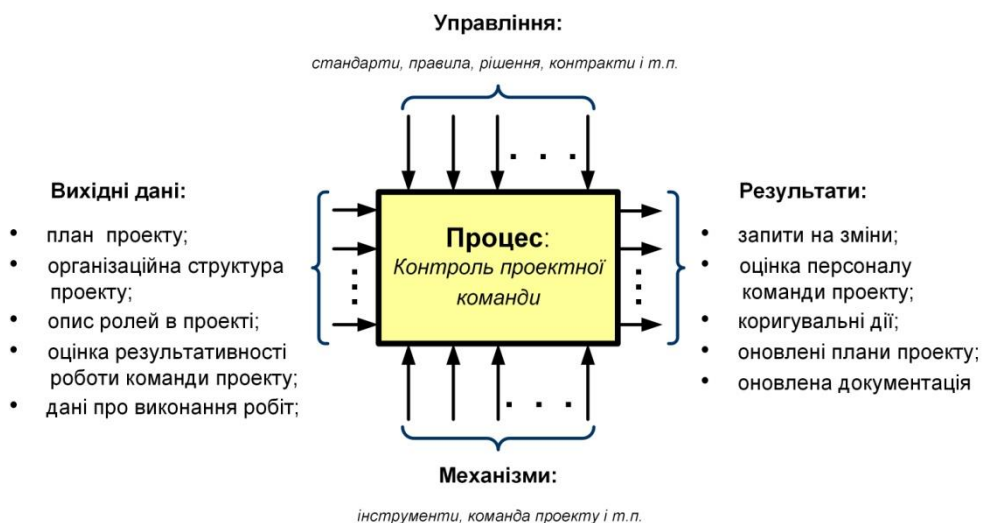 Управління:
стандарти, правила, рішення, контракти і т.п.
Вихідні дані:
• план проекту;
• організаційна структура
проекту;
• опис ролей в проекті;
• оцінка результативності
роботи команди проекту;
• дані про виконання робіт;
Процес:
Контроль проектної
команди
Результати:
• запити на зміни;
• оцінка персоналу
команди проекту;
• коригувальні дії;
• оновлені плани проекту;
• оновлена документація
Механізми:
інструменти, команда проекту і т.п.